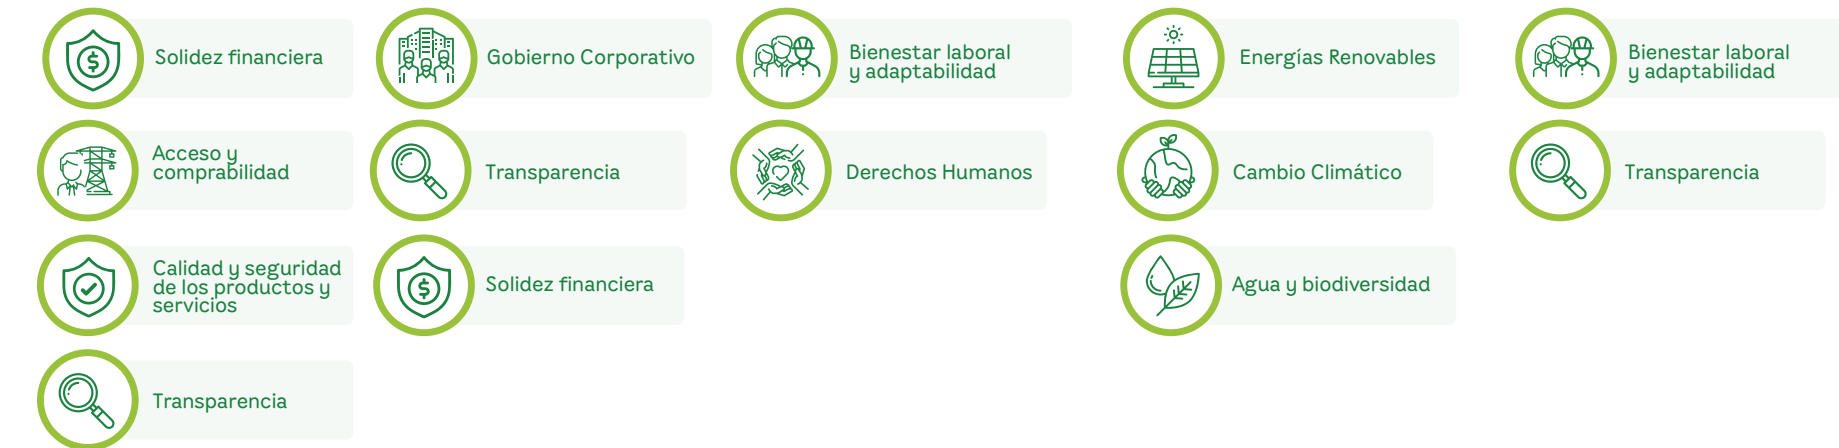 Solidez financiera
Acceso y
comprabilidad
Calidad y seguridad
de los productos y
servicios
Transparencia
Gobierno Corporativo
Transparencia
Solidez financiera
Bienestar laboral
y adaptabilidad
Derechos Humanos
Energías Renovables
Cambio Climático
Agua y biodiversidad
Bienestar laboral
y adaptabilidad
Transparencia